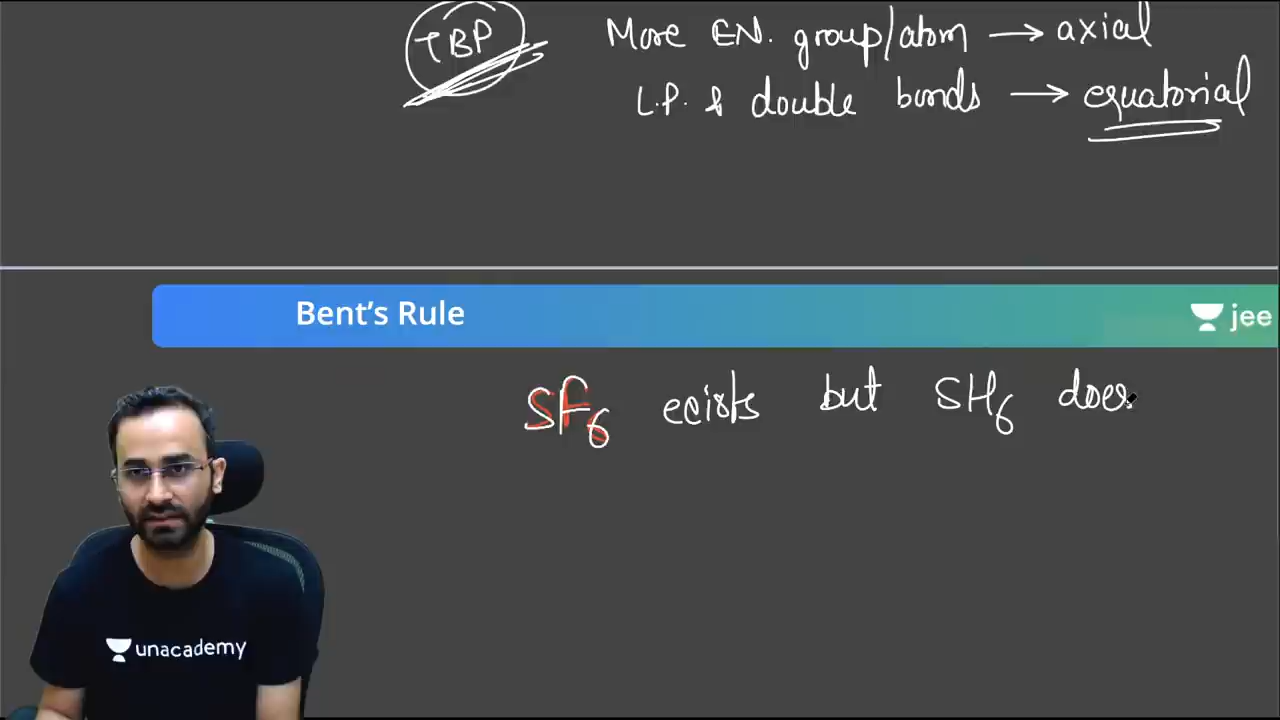 TBP More EN. group/atom → axial
L.P. & double bonds → equatorial
Bent's Rule jee
SF6 exists but SH6 does
unacademy